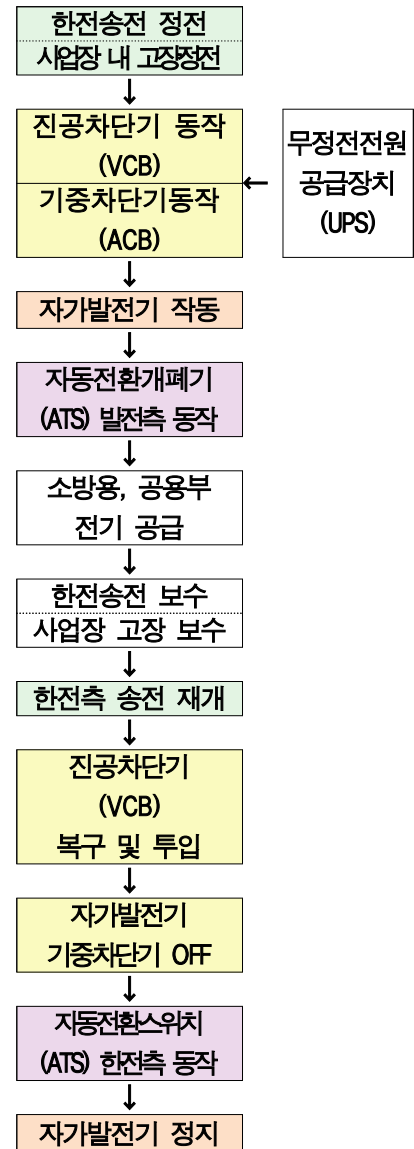 한전송전 정전
사업장 내 고장정전
진공차단기 동작
(VCB)
기중차단기동작
(ACB)
무정전전원
공급장치
(UPS)
자가발전기 작동
자동전환개폐기
(ATS) 발전측 동작
소방용, 공용부
전기 공급
한전송전 보수
사업장 고장 보수
한전측 송전 재개
진공차단기
(VCB)
복구 및 투입
자가발전기
기중차단기 OFF
자동전환스위치
(ATS) 한전측 동작
자가발전기 정지